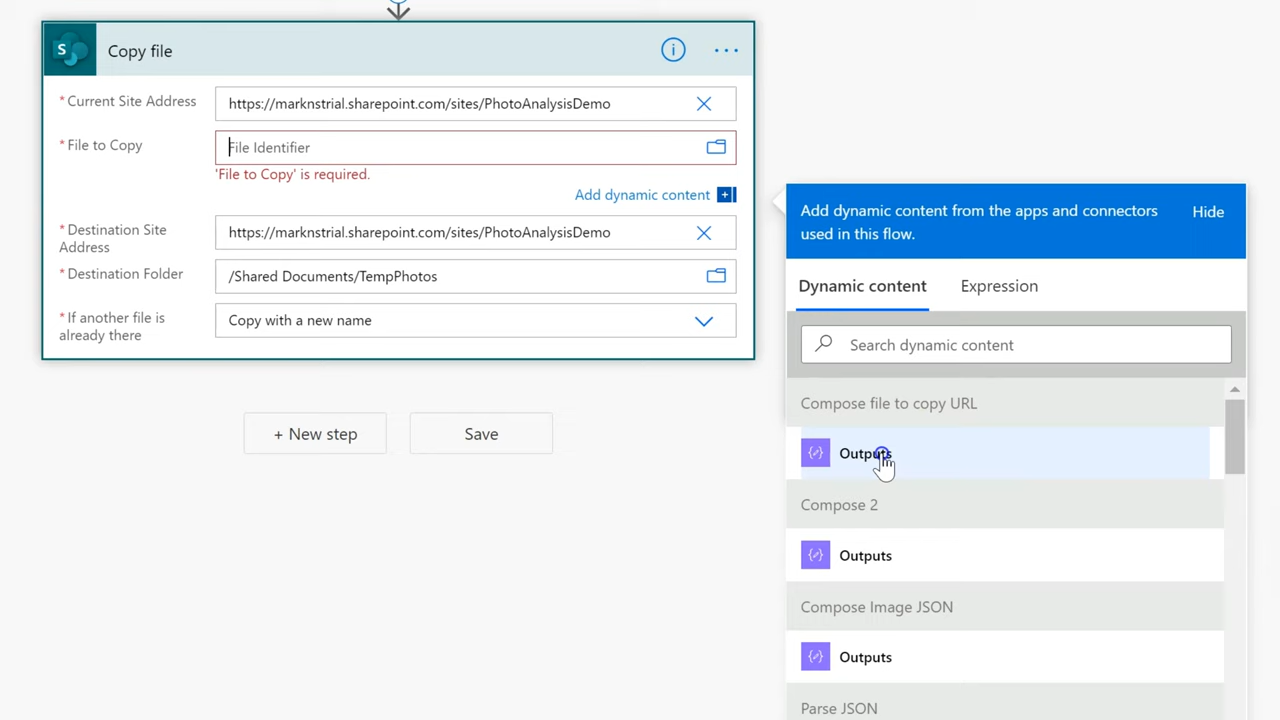 S
Copy file
* Current Site Address
https://marknstrial.sharepoint.com/sites/PhotoAnalysisDemo
* File to Copy
File Identifier
'File to Copy' is required.
Add dynamic content
* Destination Site
Address
https://marknstrial.sharepoint.com/sites/PhotoAnalysisDemo
* Destination Folder
/Shared Documents/TempPhotos
* If another file is
already there
Copy with a new name
+ New step
Save
Add dynamic content from the apps and connectors
used in this flow.
Hide
Dynamic content
Expression
Search dynamic content
Compose file to copy URL
Outputs
Compose 2
Outputs
Compose Image JSON
Outputs
Parse JSON